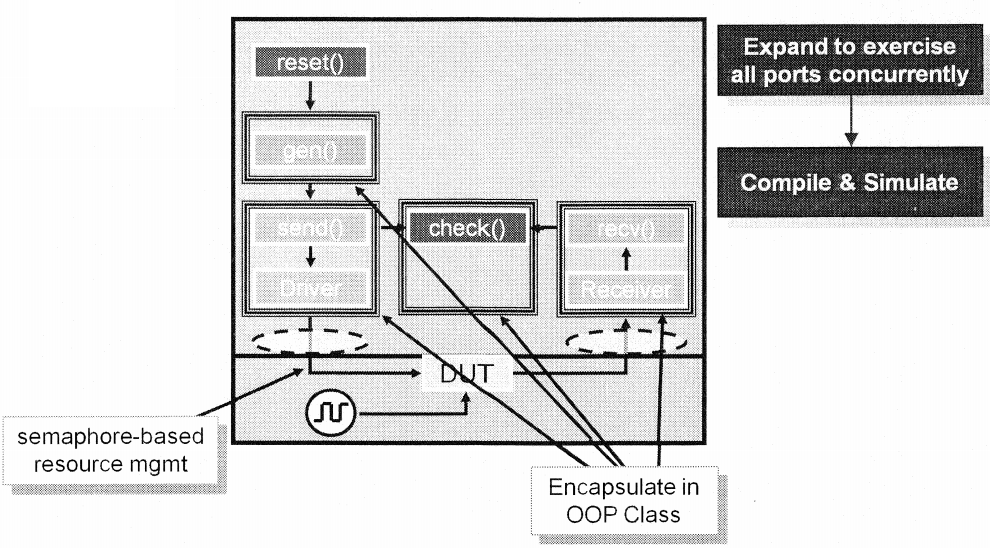 reset()
gen()
send()
Driver
check()
recv()
Receiver
DUT
semaphore-based
resource mgmt
Encapsulate in
OOP Class
Expand to exercise
all ports concurrently
Compile & Simulate